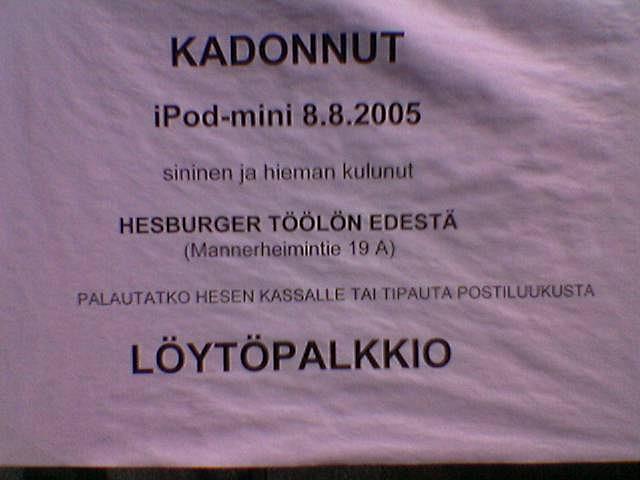 KADONNUT
iPod-mini 8.8.2005
sininen ja hieman kulunut
HESBURGER TÖÖLÖN EDESTÄ
(Mannerheimintie 19 A)
PALAUTATKO HESEN KASSALLE TAI TIPAUTA POSTILUUKUSTA
LÖYTÖPALKKIO